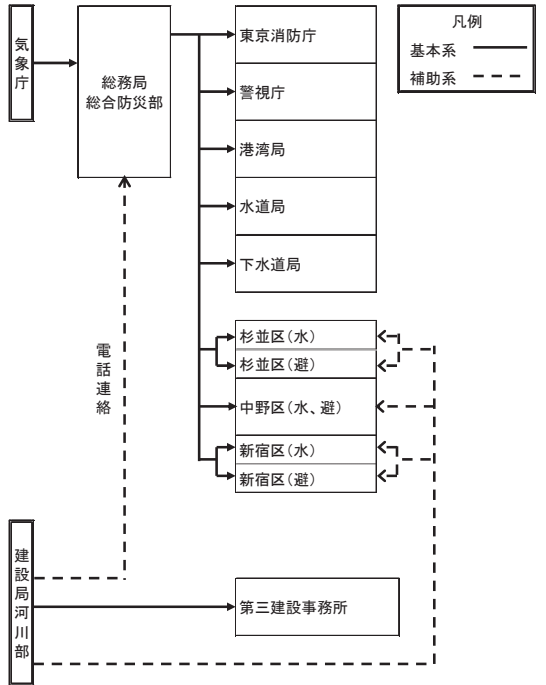 気象庁
総務局
総合防災部
東京消防庁
警視庁
港湾局
水道局
下水道局
凡例
基本系
補助系
杉並区(水)
杉並区(避)
中野区(水、避)
新宿区(水)
新宿区(避)
電話連絡
建設局河川部
第三建設事務所